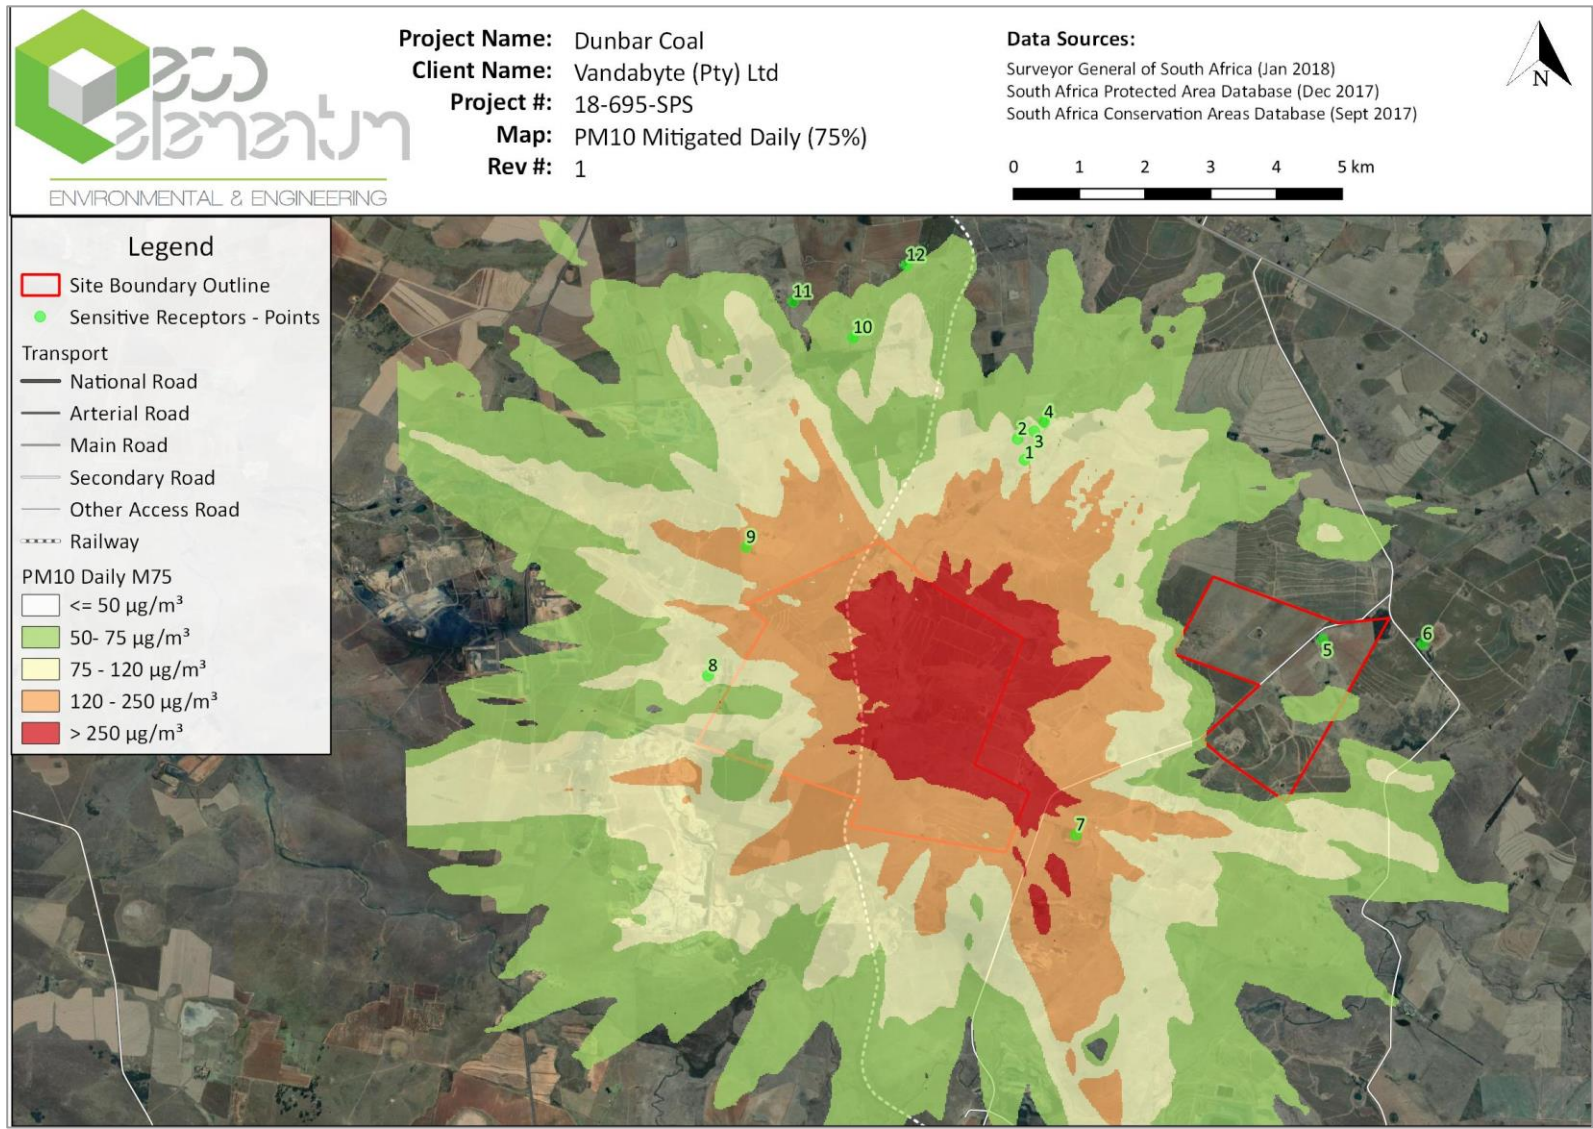 eco
elementum
ENVIRONMENTAL & ENGINEERING
Project Name: Dunbar Coal
Client Name: Vandabyte (Pty) Ltd
Project #: 18-695-SPS
Map: PM10 Mitigated Daily (75%)
Rev #: 1
Data Sources:
Surveyor General of South Africa (Jan 2018)
South Africa Protected Area Database (Dec 2017)
South Africa Conservation Areas Database (Sept 2017)
0 1 2 3 4 5 km
N
Legend
Site Boundary Outline
Sensitive Receptors - Points
Transport
National Road
Arterial Road
Main Road
Secondary Road
Other Access Road
Railway
PM10 Daily M75
<= 50 µg/m³
50- 75 µg/m³
75 - 120 µg/m³
120 - 250 µg/m³
> 250 µg/m³
12
11
10
4
2
3
1
9
6
5
8
7